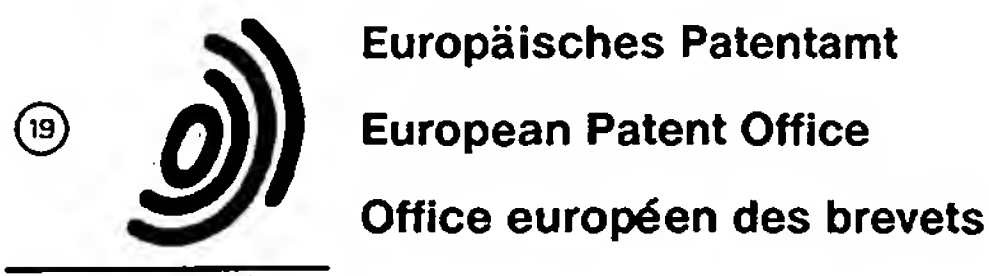 Europäisches Patentamt
19 European Patent Office
Office européen des brevets